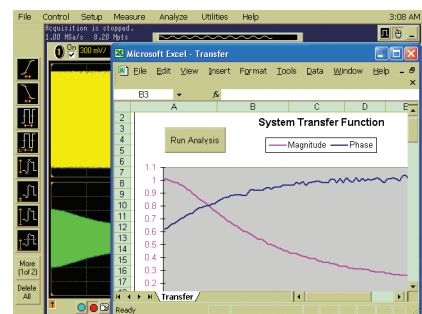 File Control Setup Measure Analyze Utilities Help 3:08 AM
Acquisition is stopped.
1.00 MSa/s 8.20 Mpts
1 On 300 mV/
Microsoft Excel - Transfer
File Edit View Insert Format Tools Data Window Help
B3 fx
A B C D E
2
3
4
5
6
7
8
9
10
11
12
13
14
15
16
17
System Transfer Function
Run Analysis
Magnitude Phase
1.1
1
0.9
0.8
0.7
0.6
0.5
0.4
0.3
0.2
More
(1of 2)
Delete
All
Transfer
Ready